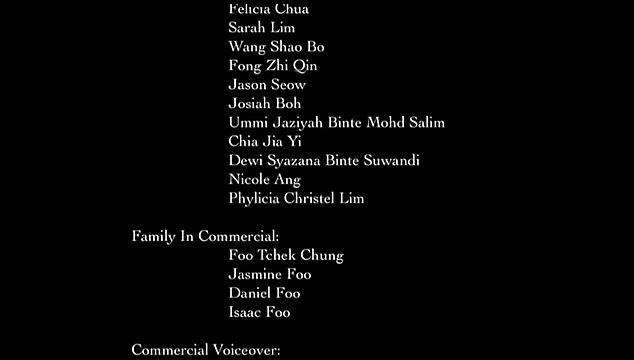 Felicia Chua
Sarah Lim
Wang Shao Bo
Fong Zhi Qin
Jason Seow
Josiah Boh
Ummi Jaziyah Binte Mohd Salim
Chia Jia Yi
Dewi Syazana Binte Suwandi
Nicole Ang
Phylicia Christel Lim
Family In Commercial:
Foo Tchek Chung
Jasmine Foo
Daniel Foo
Isaac Foo
Commercial Voiceover: